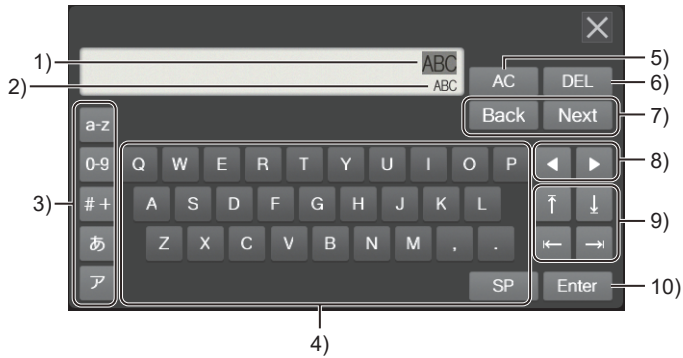 1)
ABC
5)
2)
ABC
AC
DEL
6)
Back
Next
7)
a-z
0-9
Q W E R T Y U I O P
◀ ▶
8)
3)
#+
A S D F G H J K L
↑ ↓
9)
あ
Z X C V B N M , .
← →
ア
SP
Enter
10)
4)